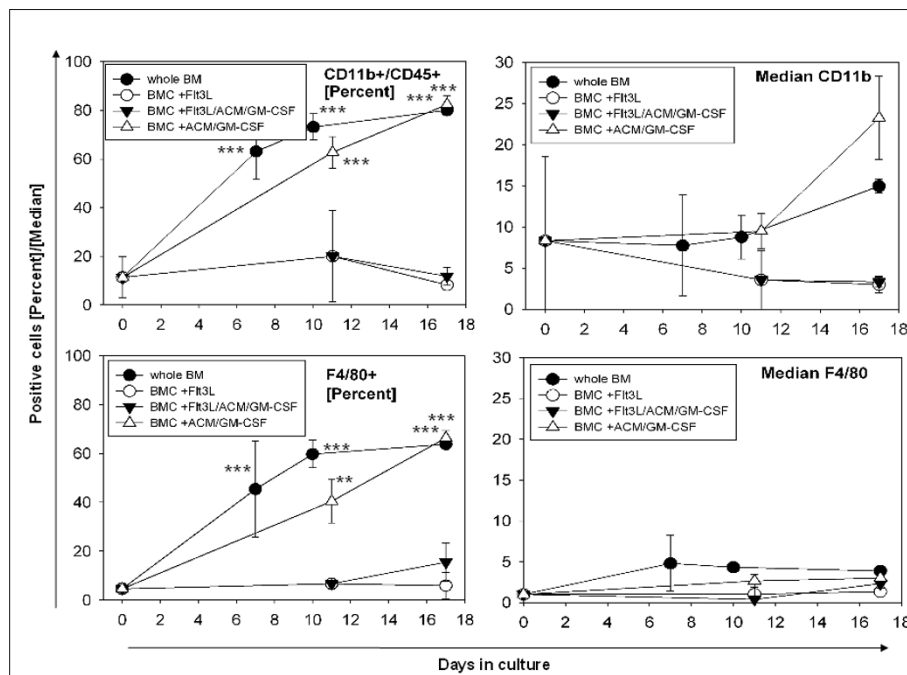 Positive cells [Percent]/[Median]
CD11b+/CD45+
[Percent]
whole BM
BMC +Flt3L
BMC +Flt3L/ACM/GM-CSF
BMC +ACM/GM-CSF
100
80
60
40
20
0
0 2 4 6 8 10 12 14 16 18
***
***
***
***
***
Median CD11b
whole BM
BMC +Flt3L
BMC +Flt3L/ACM/GM-CSF
BMC +ACM/GM-CSF
30
25
20
15
10
5
0
0 2 4 6 8 10 12 14 16 18
F4/80+
[Percent]
whole BM
BMC +Flt3L
BMC +Flt3L/ACM/GM-CSF
BMC +ACM/GM-CSF
100
80
60
40
20
0
0 2 4 6 8 10 12 14 16 18
***
***
**
***
***
Median F4/80
whole BM
BMC +Flt3L
BMC +Flt3L/ACM/GM-CSF
BMC +ACM/GM-CSF
30
25
20
15
10
5
0
0 2 4 6 8 10 12 14 16 18
Days in culture